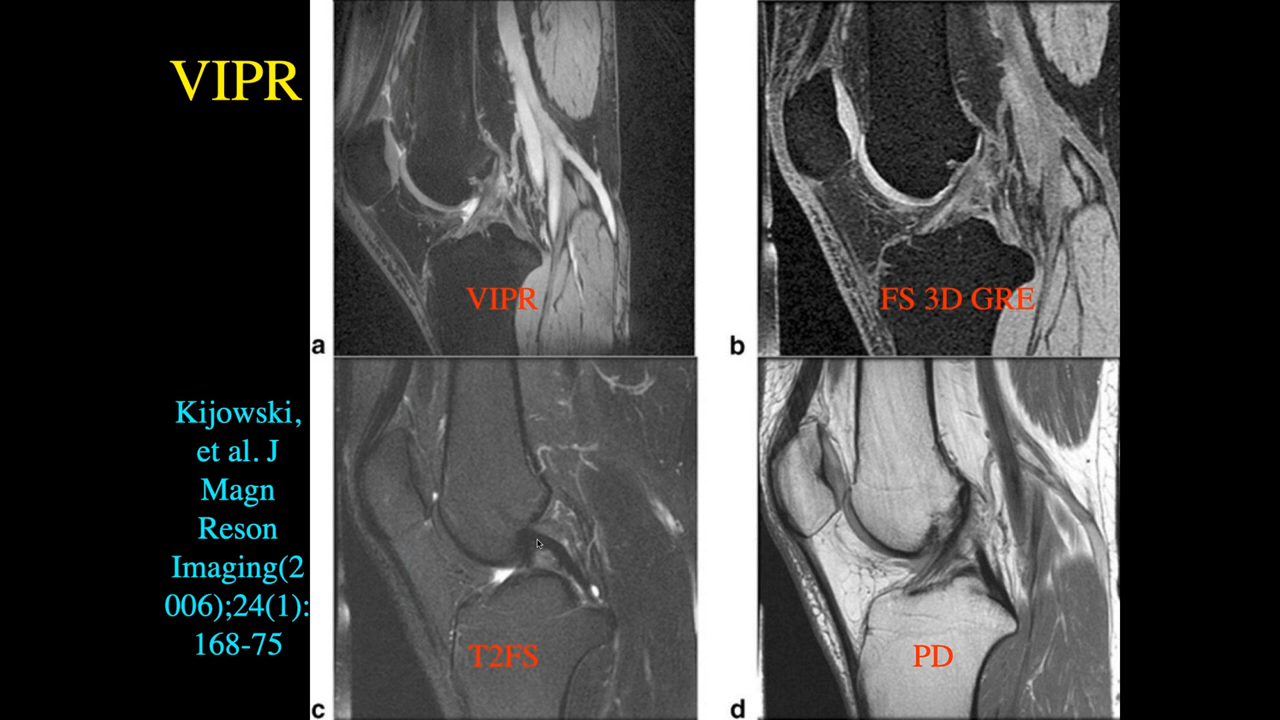 VIPR
Kijowski,
et al. J
Magn
Reson
Imaging(2
006);24(1):
168-75
VIPR
a
FS 3D GRE
b
T2FS
c
PD
d